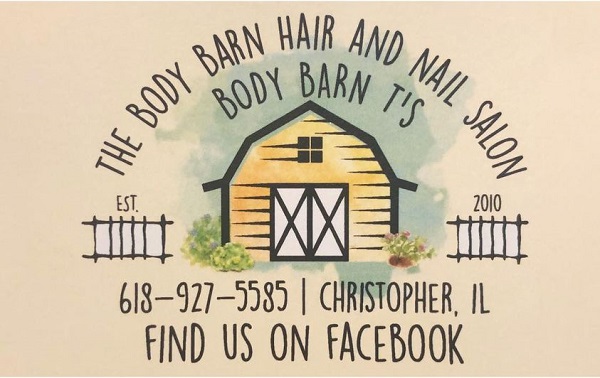 THE BODY BARN HAIR AND NAIL SALON
BODY BARN T'S
EST.
2010
618-927-5585 | CHRISTOPHER, IL
FIND US ON FACEBOOK